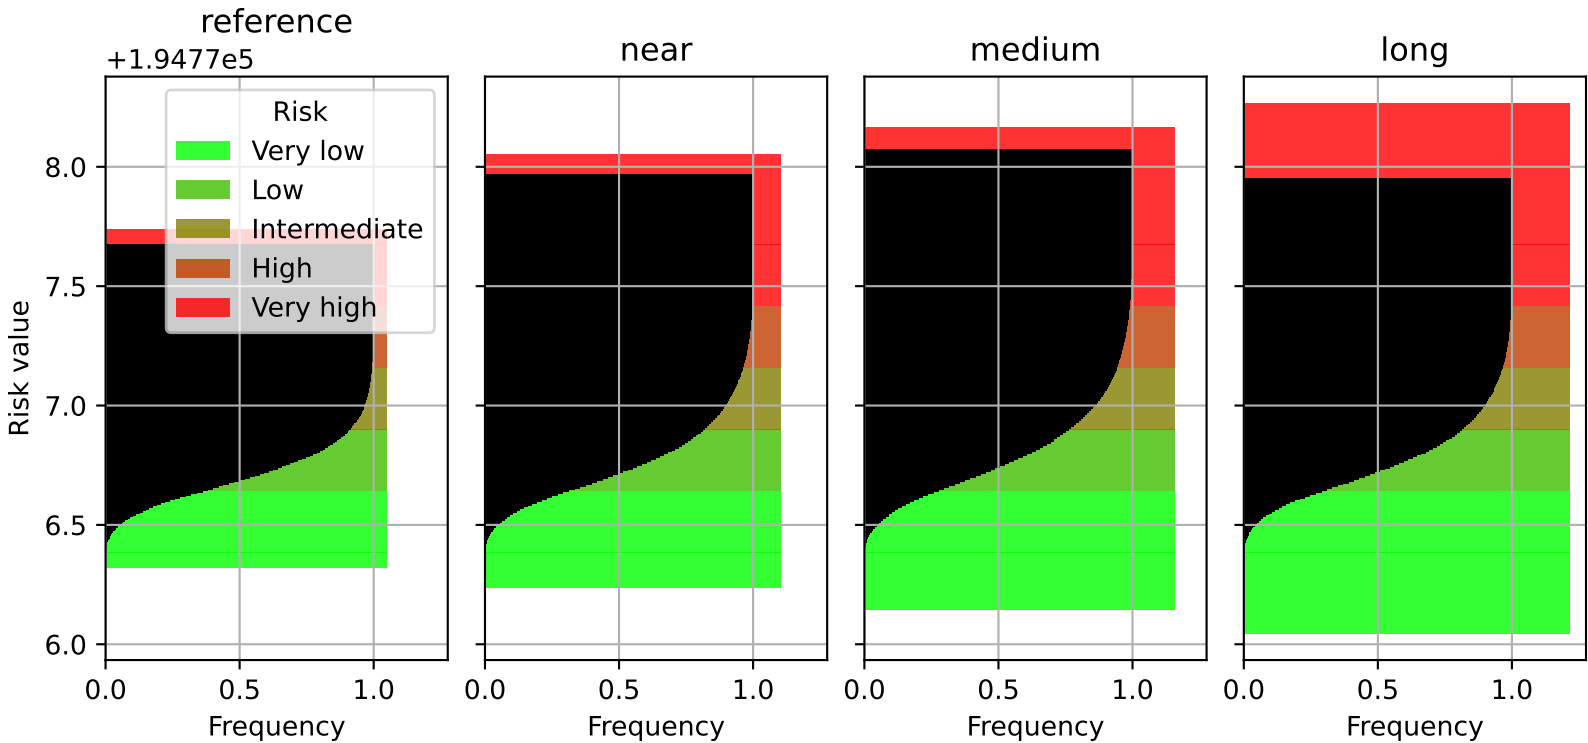 reference
near
medium
long
+1.9477e5
Risk
Very low
Low
Intermediate
High
Very high
Risk value
8.0
7.5
7.0
6.5
6.0
0.0 0.5 1.0
0.0 0.5 1.0
0.0 0.5 1.0
0.0 0.5 1.0
Frequency
Frequency
Frequency
Frequency